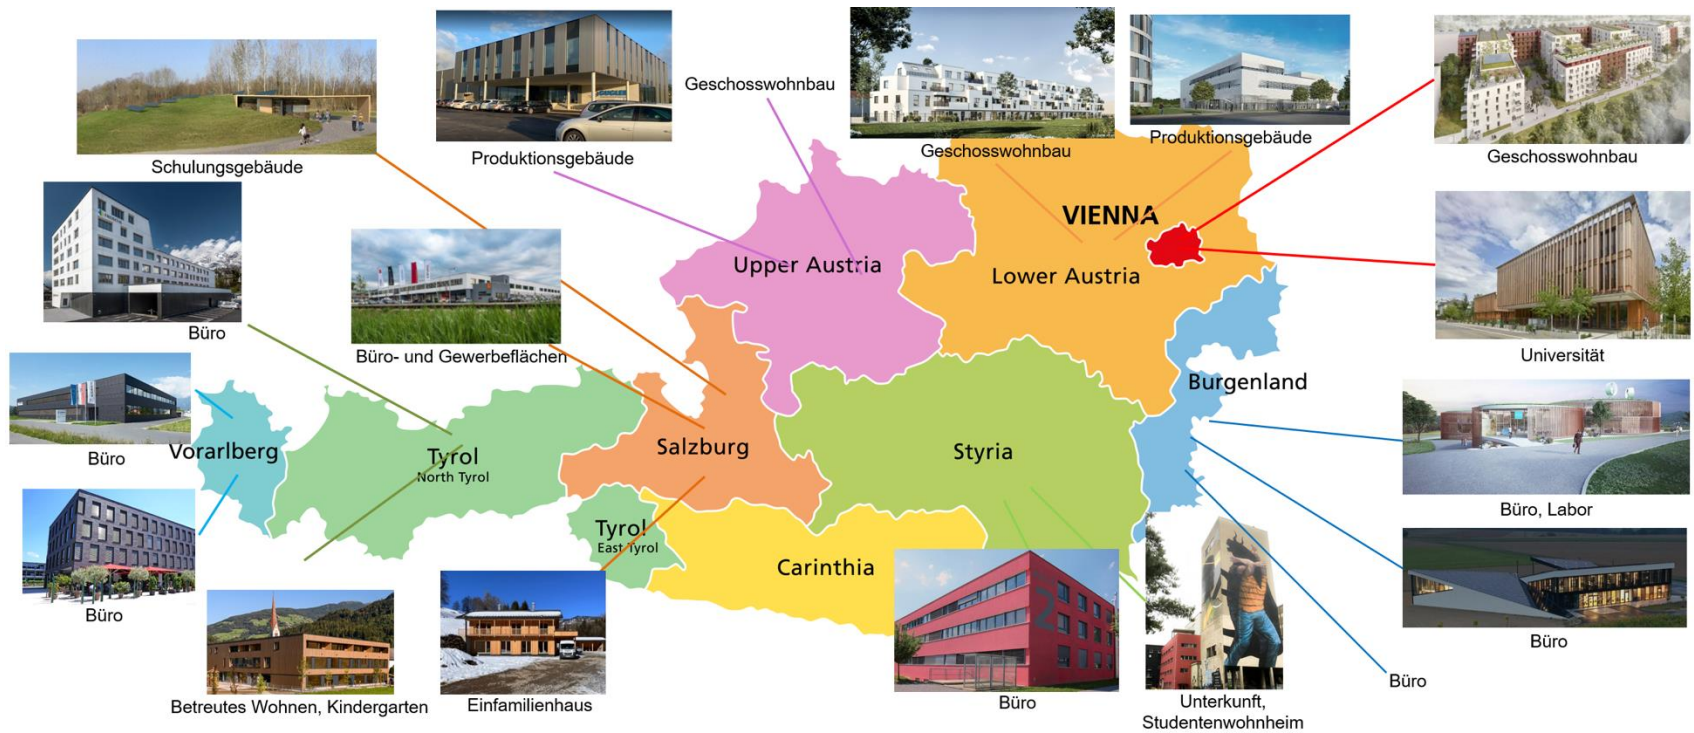 Geschosswohnbau
Schulungsgebäude
Produktionsgebäude
Geschosswohnbau
Produktionsgebäude
Geschosswohnbau
VIENNA
Upper Austria
Lower Austria
Büro
Büro- und Gewerbeflächen
Universität
Burgenland
Vorarlberg
Büro
Tyrol
North Tyrol
Salzburg
Styria
Büro, Labor
Tyrol
East Tyrol
Carinthia
2
Büro
Büro
Betreutes Wohnen, Kindergarten
Einfamilienhaus
Büro
Unterkunft,
Studentenwohnheim
Büro